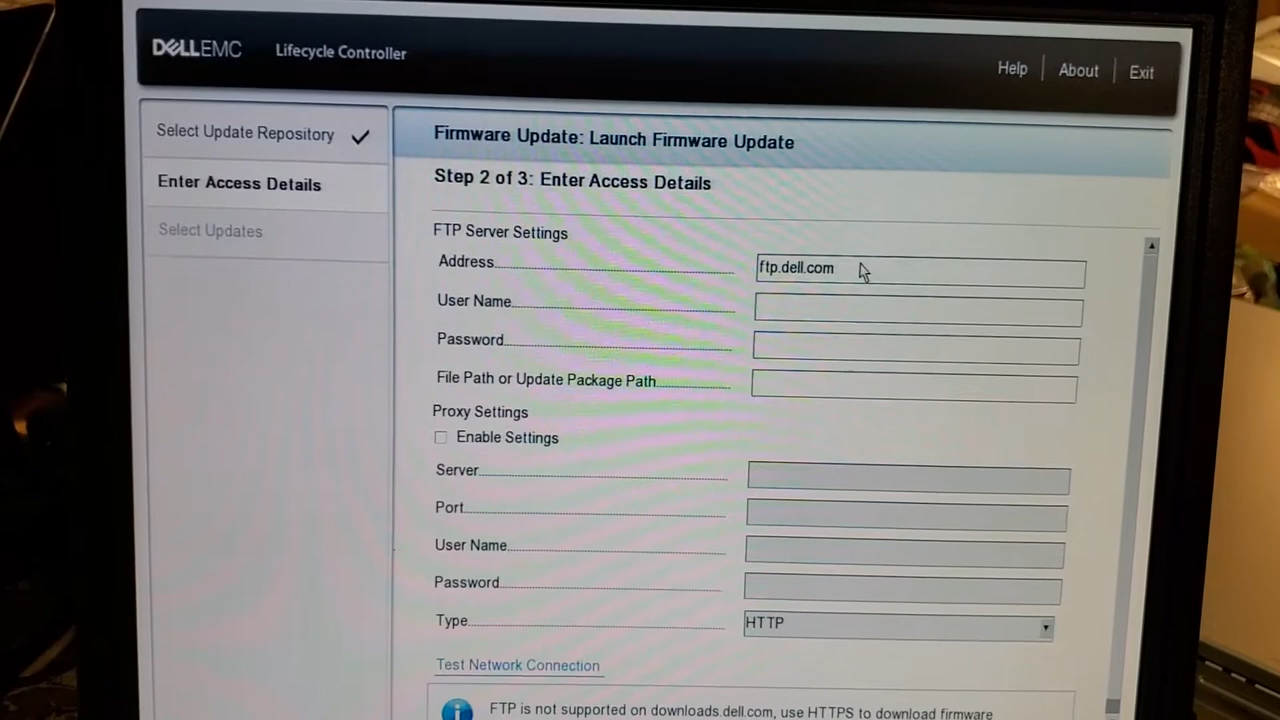 DELLEMC Lifecycle Controller
Help | About | Exit
Select Update Repository
Enter Access Details
Select Updates
Firmware Update: Launch Firmware Update
Step 2 of 3: Enter Access Details
FTP Server Settings
Address ftp.dell.com
User Name
Password
File Path or Update Package Path
Proxy Settings
Enable Settings
Server
Port
User Name
Password
Type HTTP
Test Network Connection
FTP is not supported on downloads.dell.com, use HTTPS to download firmware